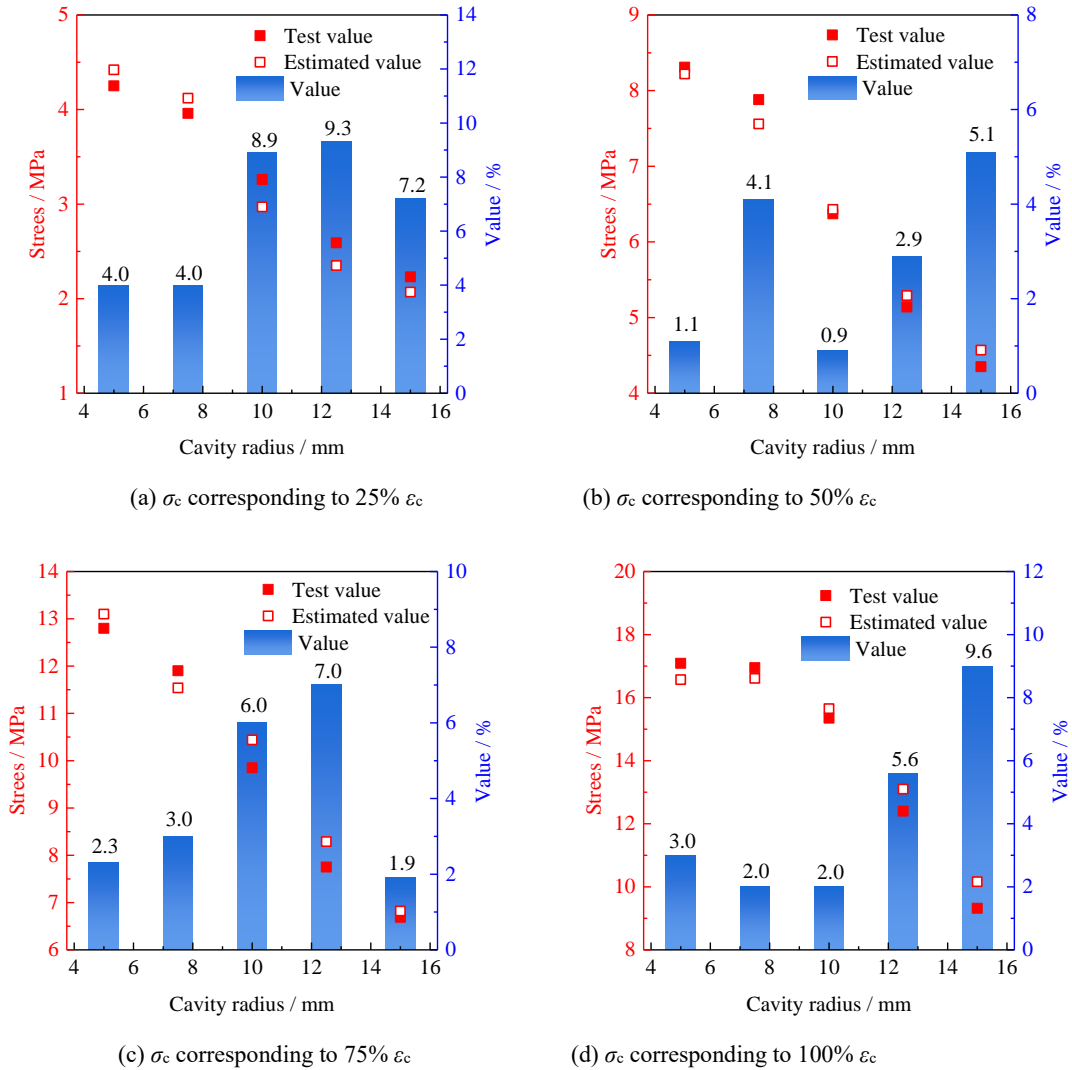 5
4
3
2
1
Strees / MPa
14
12
10
8
6
4
2
0
Value / %
Test value
Estimated value
Value
4.0
4.0
8.9
9.3
7.2
4 6 8 10 12 14 16
Cavity radius / mm
(a) σc corresponding to 25% εc
9
8
7
6
5
4
Strees / MPa
8
6
4
2
0
Value / %
Test value
Estimated value
Value
1.1
4.1
0.9
2.9
5.1
4 6 8 10 12 14 16
Cavity radius / mm
(b) σc corresponding to 50% εc
14
13
12
11
10
9
8
7
6
Strees / MPa
10
8
6
4
2
0
Value / %
Test value
Estimated value
Value
2.3
3.0
6.0
7.0
1.9
4 6 8 10 12 14 16
Cavity radius / mm
(c) σc corresponding to 75% εc
20
18
16
14
12
10
8
Strees / MPa
12
10
8
6
4
2
0
Value / %
Test value
Estimated value
Value
3.0
2.0
2.0
5.6
9.6
4 6 8 10 12 14 16
Cavity radius / mm
(d) σc corresponding to 100% εc